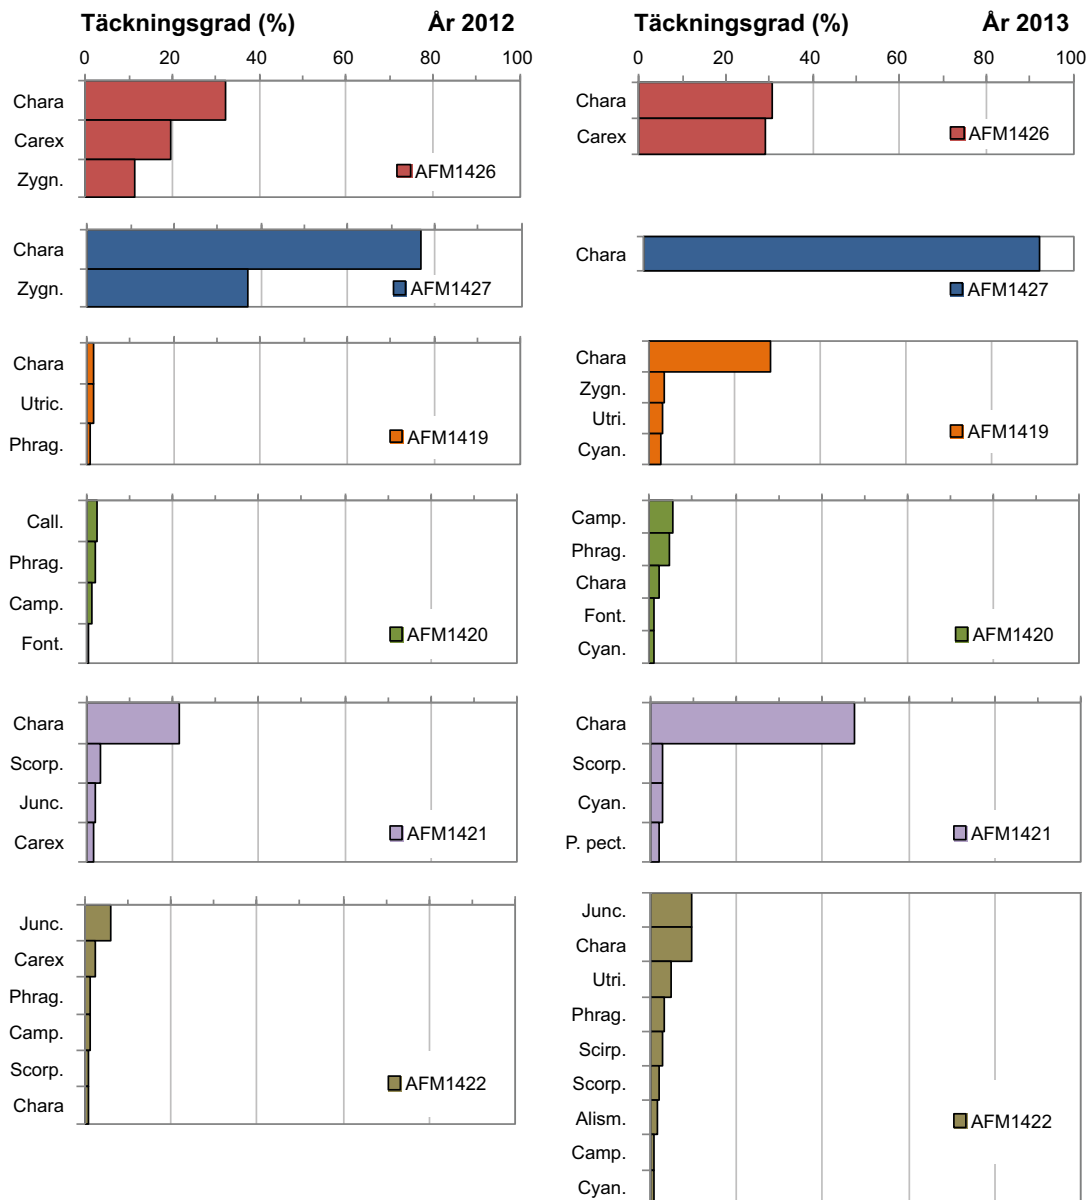 Täckningsgrad (%) År 2012
0 20 40 60 80 100
Chara
Carex
Zygn.
AFM1426
Chara
Zygn.
AFM1427
Chara
Utric.
Phrag.
AFM1419
Call.
Phrag.
Camp.
Font.
AFM1420
Chara
Scorp.
Junc.
Carex
AFM1421
Junc.
Carex
Phrag.
Camp.
Scorp.
Chara
AFM1422
Täckningsgrad (%) År 2013
0 20 40 60 80 100
Chara
Carex
AFM1426
Chara
AFM1427
Chara
Zygn.
Utri.
Cyan.
AFM1419
Camp.
Phrag.
Chara
Font.
Cyan.
AFM1420
Chara
Scorp.
Cyan.
P. pect.
AFM1421
Junc.
Chara
Utri.
Phrag.
Scirp.
Scorp.
Alism.
Camp.
Cyan.
AFM1422